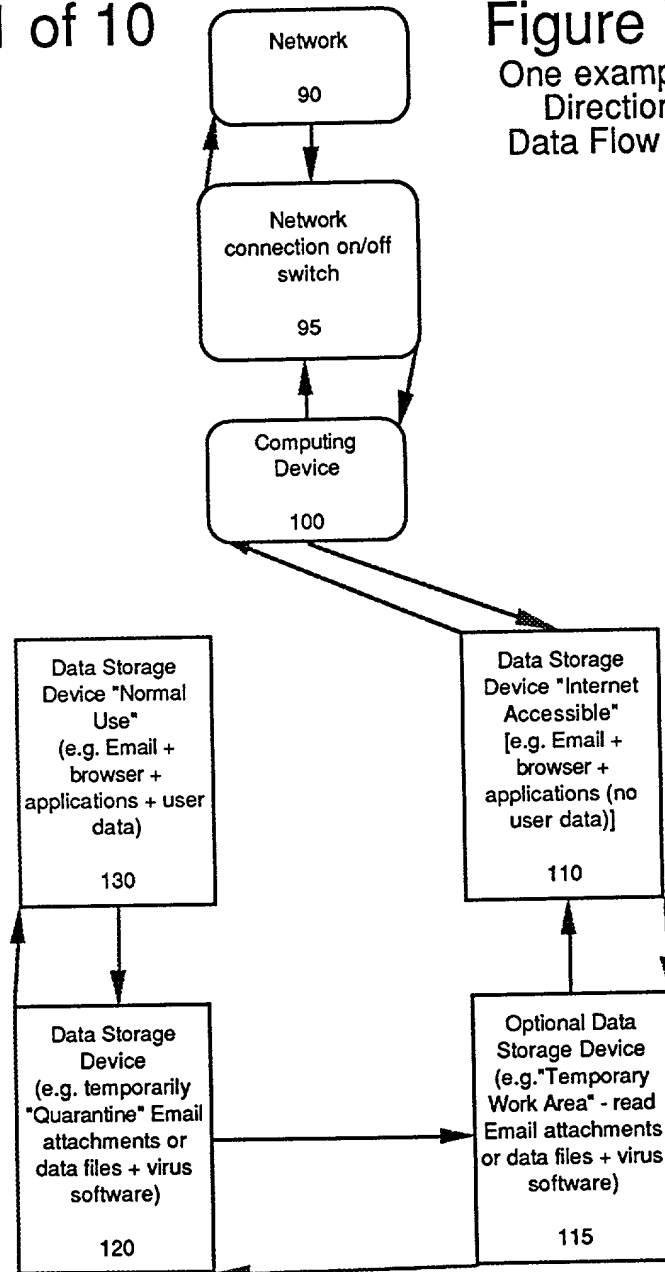 of 10
Figure
One examp
Direction
Data Flow
Network
90
Network
connection on/off
switch
95
Computing
Device
100
Data Storage
Device "Normal
Use"
(e.g. Email +
browser +
applications + user
data)
130
Data Storage
Device "Internet
Accessible"
[e.g. Email +
browser +
applications (no
user data)]
110
Data Storage
Device
(e.g. temporarily
"Quarantine" Email
attachments or
data files + virus
software)
120
Optional Data
Storage Device
(e.g."Temporary
Work Area" - read
Email attachments
or data files + virus
software)
115